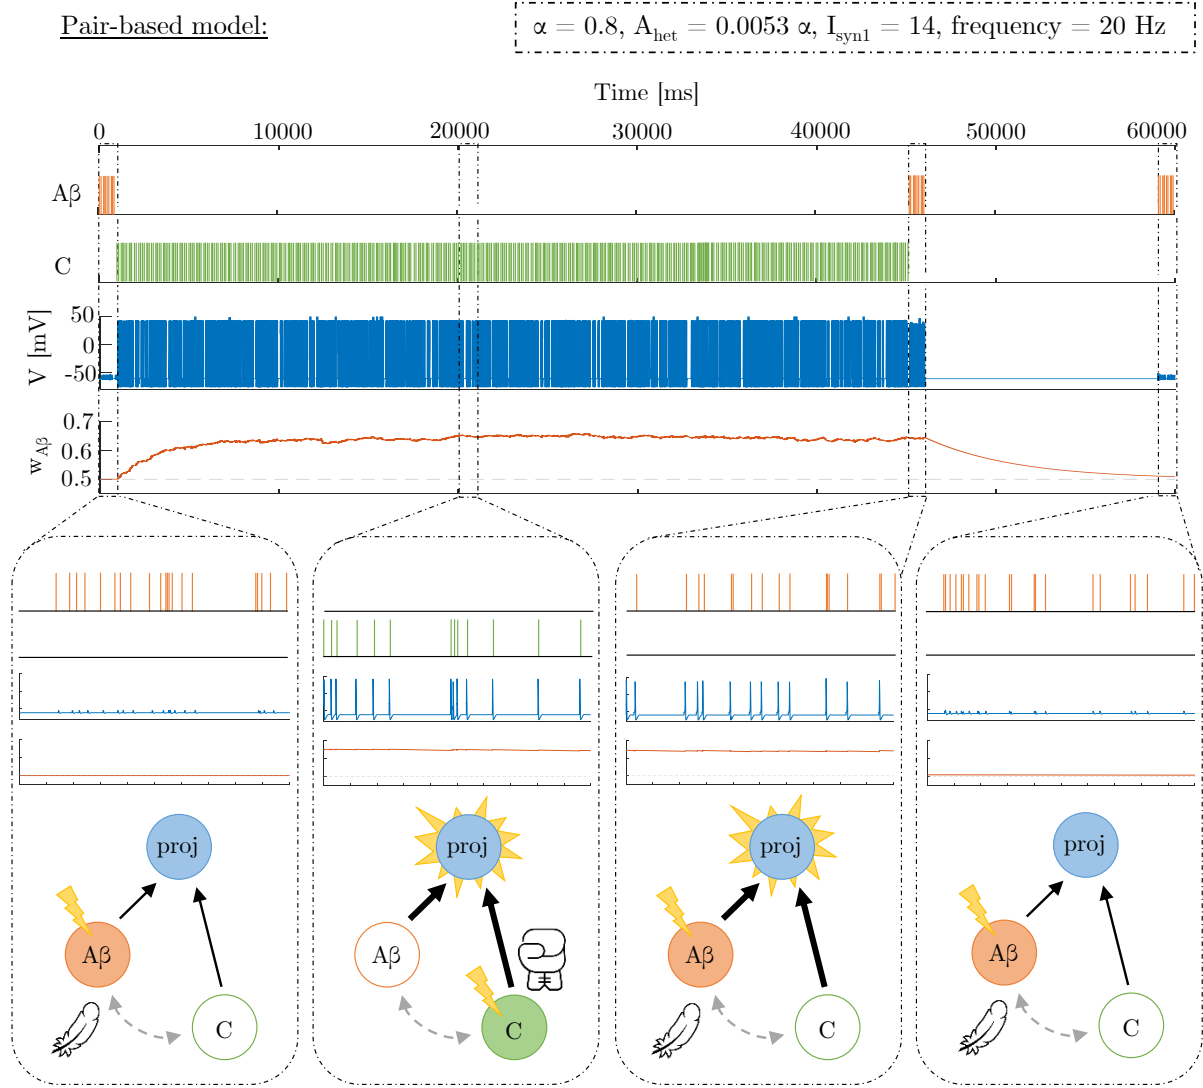 Pair-based model:
α = 0.8, A_het = 0.0053 α, I_syn1 = 14, frequency = 20 Hz
Time [ms]
0 10000 20000 30000 40000 50000 60000
Aβ
C
V [mV]
50
0
-50
w_Aβ
0.7
0.6
0.5
proj
proj
proj
proj
Aβ
Aβ
Aβ
Aβ
C
C
C
C